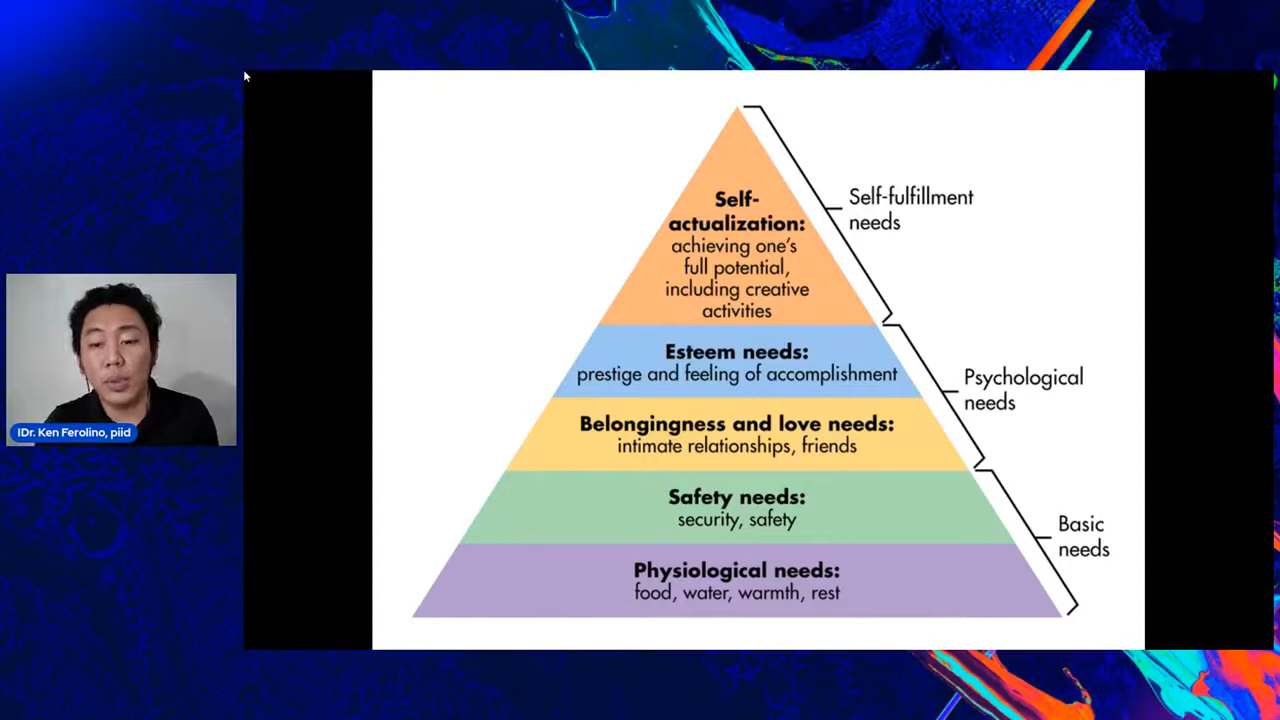 Self-
actualization:
achieving one's
full potential,
including creative
activities
Self-fulfillment
needs
Esteem needs:
prestige and feeling of accomplishment
Psychological
needs
Belongingness and love needs:
intimate relationships, friends
Safety needs:
security, safety
Basic
needs
Physiological needs:
food, water, warmth, rest
IDr. Ken Ferolino, piid